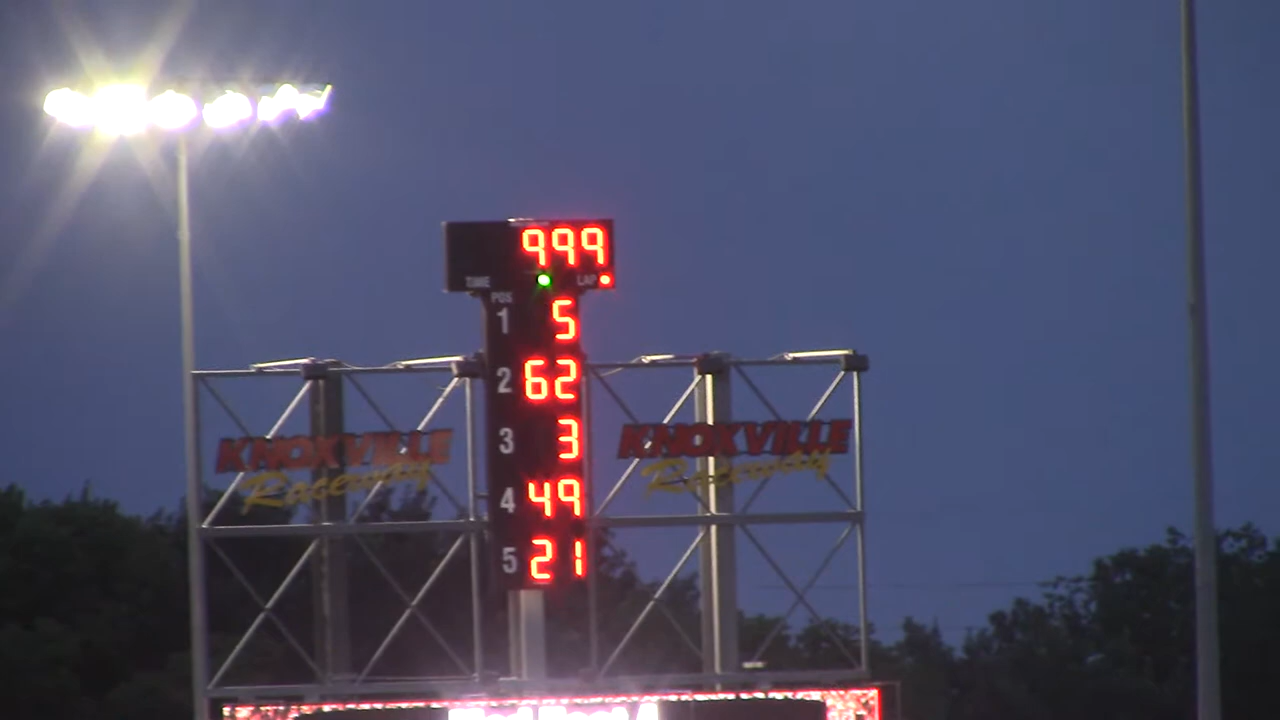 999
TIME LAP
POS
1 5
2 62
3 3
4 49
5 21
KNOXVILLE
Raceway
KNOXVILLE
Raceway